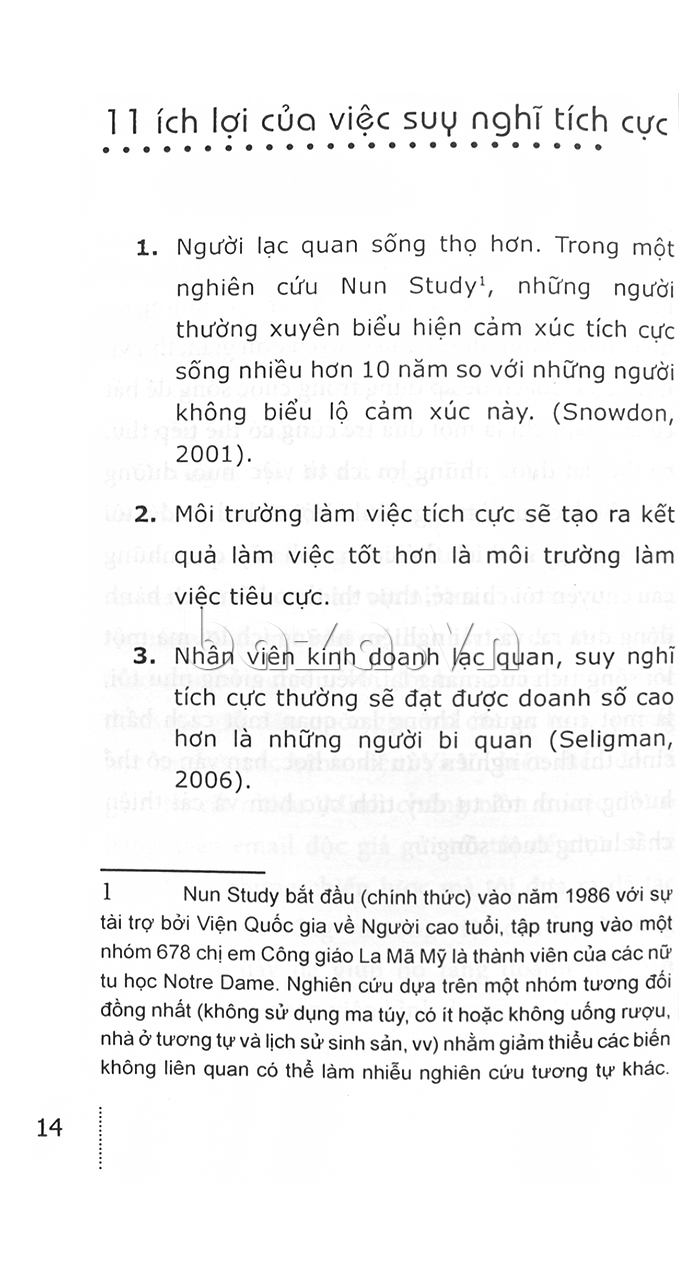 11 ích lợi của việc suy nghĩ tích cực
1. Người lạc quan sống thọ hơn. Trong một
nghiên cứu Nun Study¹, những người
thường xuyên biểu hiện cảm xúc tích cực
sống nhiều hơn 10 năm so với những người
không biểu lộ cảm xúc này. (Snowdon,
2001).
2. Môi trường làm việc tích cực sẽ tạo ra kết
quả làm việc tốt hơn là môi trường làm
việc tiêu cực.
3. Nhân viên kinh doanh lạc quan, suy nghĩ
tích cực thường sẽ đạt được doanh số cao
hơn là những người bi quan (Seligman,
2006).
1 Nun Study bắt đầu (chính thức) vào năm 1986 với sự
tài trợ bởi Viện Quốc gia về Người cao tuổi, tập trung vào một
nhóm 678 chị em Công giáo La Mã Mỹ là thành viên của các nữ
tu học Notre Dame. Nghiên cứu dựa trên một nhóm tương đối
đồng nhất (không sử dụng ma túy, có ít hoặc không uống rượu,
nhà ở tương tự và lịch sử sinh sản, vv) nhằm giảm thiểu các biến
không liên quan có thể làm nhiễu nghiên cứu tương tự khác.
14